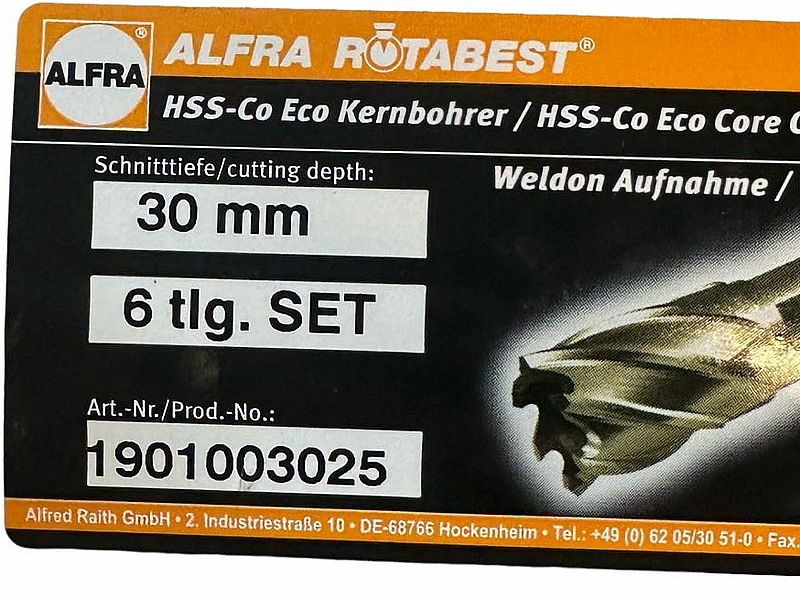 ALFRA®
ALFRA ROTABEST®
HSS-Co Eco Kernbohrer / HSS-Co Eco Core
Schnitttiefe/cutting depth:
Weldon Aufnahme /
30 mm
6 tlg. SET
Art.-Nr./Prod.-No.:
1901003025
Alfred Raith GmbH • 2. Industriestraße 10 • DE-68766 Hockenheim • Tel.: +49 (0) 62 05/30 51-0 • Fax.